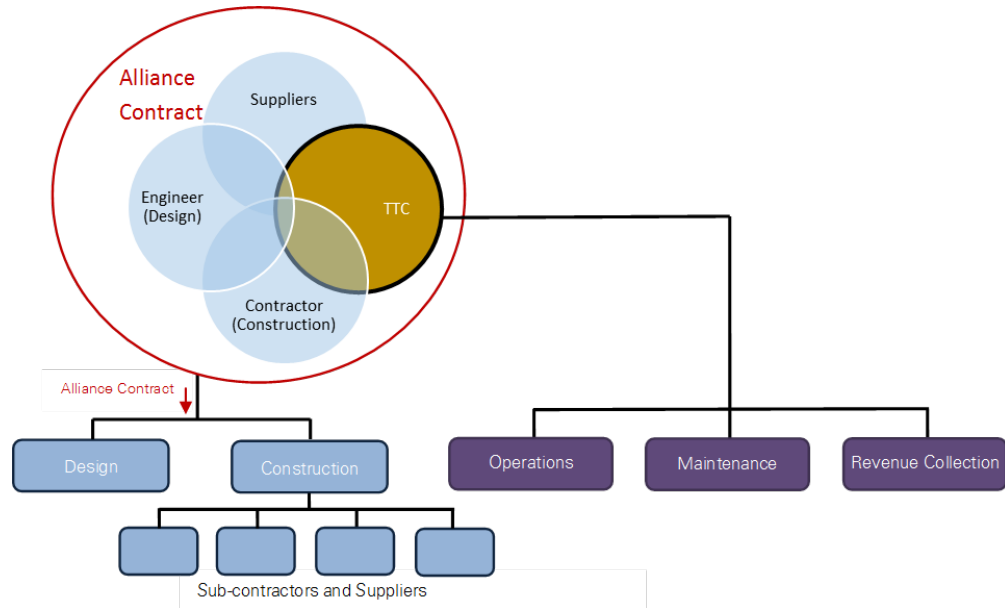 Alliance
Contract
Suppliers
Engineer
(Design)
TTC
Contractor
(Construction)
Alliance Contract
Design
Construction
Operations
Maintenance
Revenue Collection
Sub-contractors and Suppliers